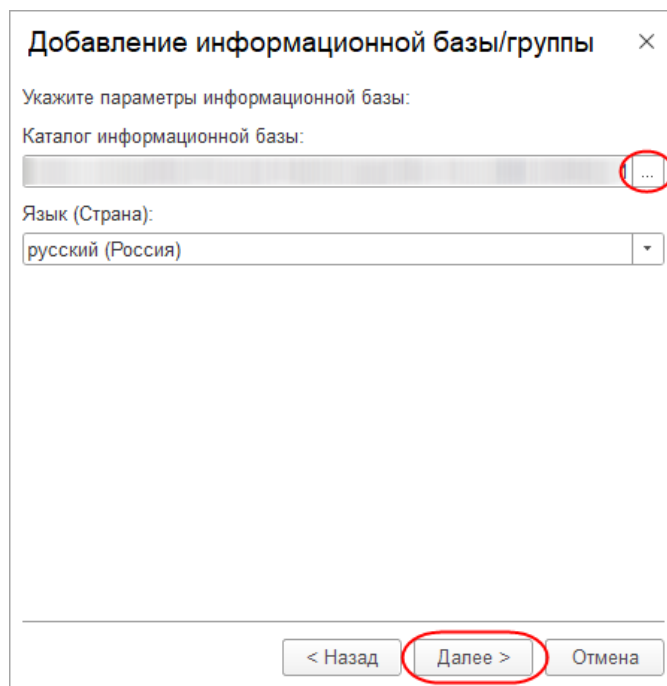 Добавление информационной базы/группы
Укажите параметры информационной базы:
Каталог информационной базы:
...
Язык (Страна):
русский (Россия)
< Назад
Далее >
Отмена